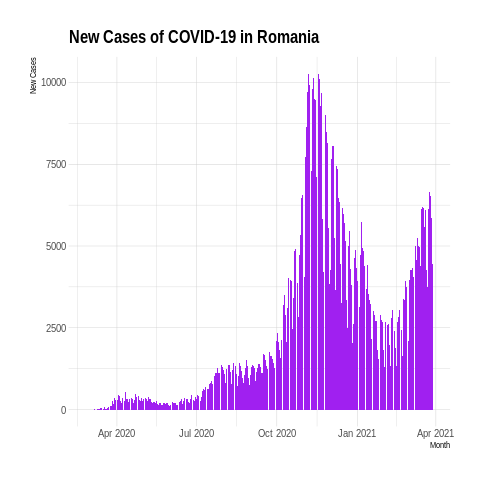 New Cases of COVID-19 in Romania
New Cases
10000
7500
5000
2500
0
Apr 2020 Jul 2020 Oct 2020 Jan 2021 Apr 2021
Month